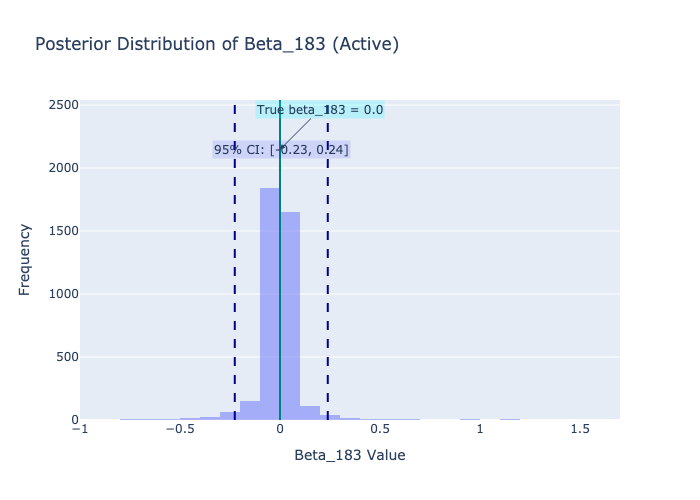 Posterior Distribution of Beta_183 (Active)
True beta_183 = 0.0
95% CI: [-0.23, 0.24]
2500
2000
1500
1000
500
0
Frequency
−1
−0.5
0
0.5
1
1.5
Beta_183 Value